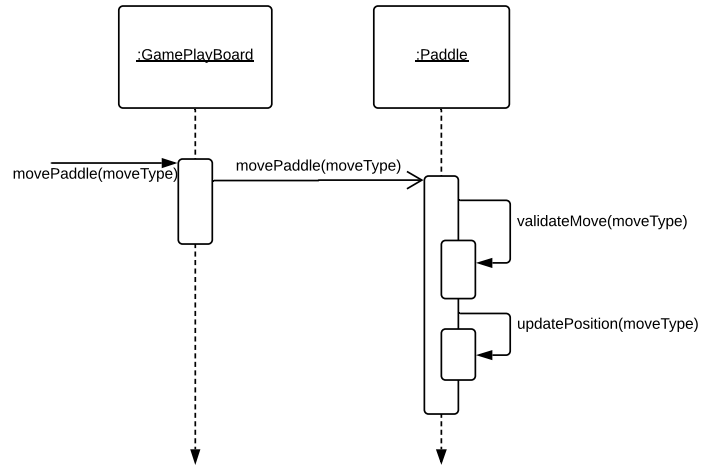 :GamePlayBoard
:Paddle
movePaddle(moveType)
movePaddle(moveType)
validateMove(moveType)
updatePosition(moveType)